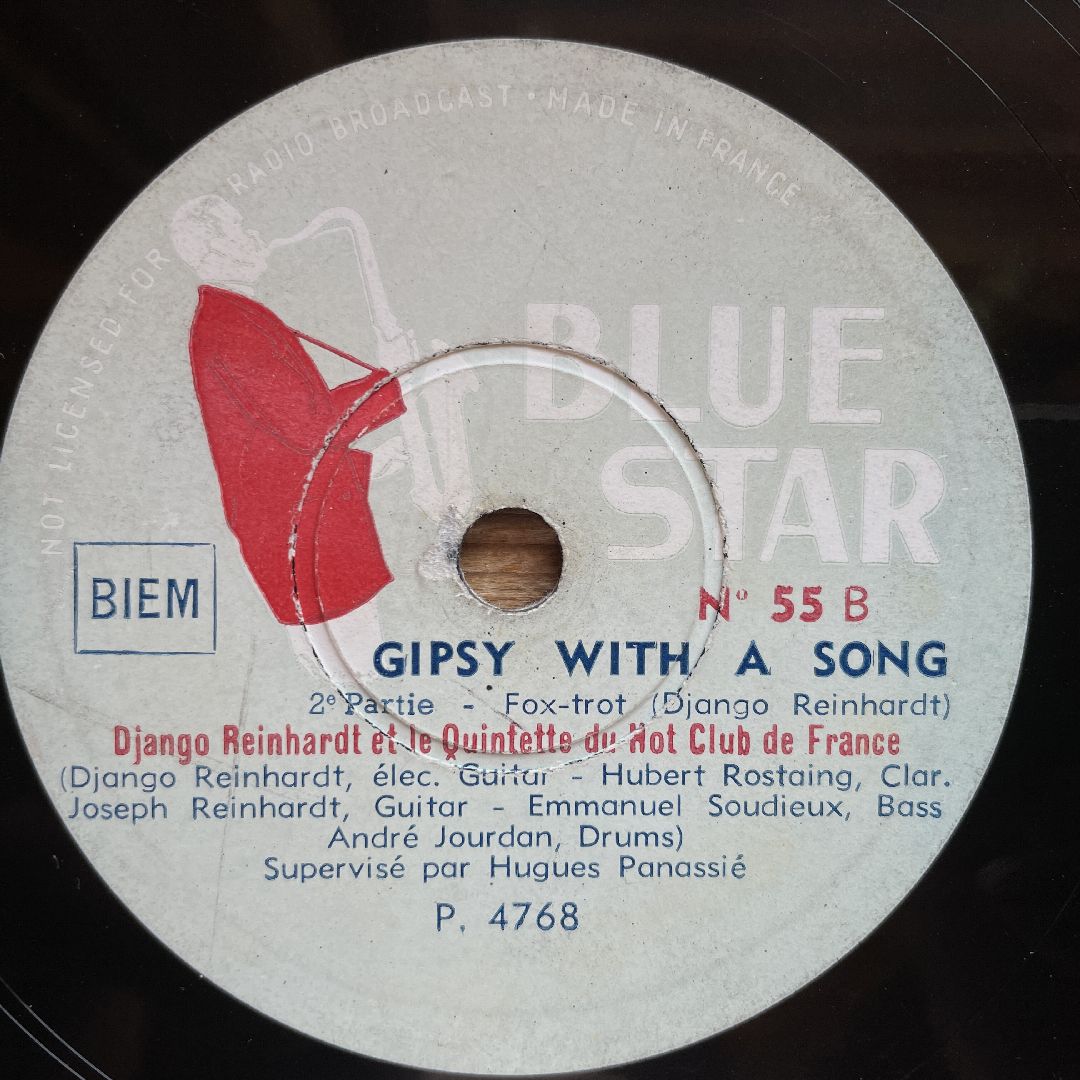 NOT LICENSED FOR RADIO BROADCAST · MADE IN FRANCE
BLUE
STAR
BIEM
Nº 55 B
GIPSY WITH A SONG
2e Partie - Fox-trot (Django Reinhardt)
Django Reinhardt et le Quintette du Hot Club de France
(Django Reinhardt, élec. Guitar - Hubert Rostaing, Clar.
Joseph Reinhardt, Guitar - Emmanuel Soudieux, Bass
André Jourdan, Drums)
Supervisé par Hugues Panassié
P. 4768